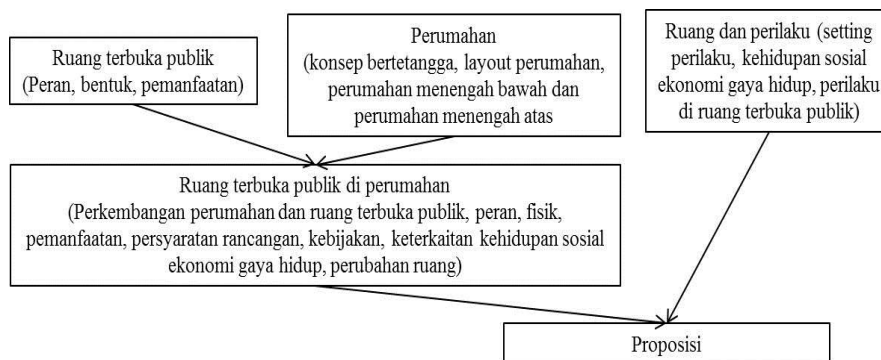 Ruang terbuka publik
(Peran, bentuk, pemanfaatan)
Perumahan
(konsep bertetangga, layout perumahan,
perumahan menengah bawah dan
perumahan menengah atas
Ruang dan perilaku (setting
perilaku, kehidupan sosial
ekonomi gaya hidup, perilaku
di ruang terbuka publik)
Ruang terbuka publik di perumahan
(Perkembangan perumahan dan ruang terbuka publik, peran, fisik,
pemanfaatan, persyaratan rancangan, kebijakan, keterkaitan kehidupan sosial
ekonomi gaya hidup, perubahan ruang)
Proposisi